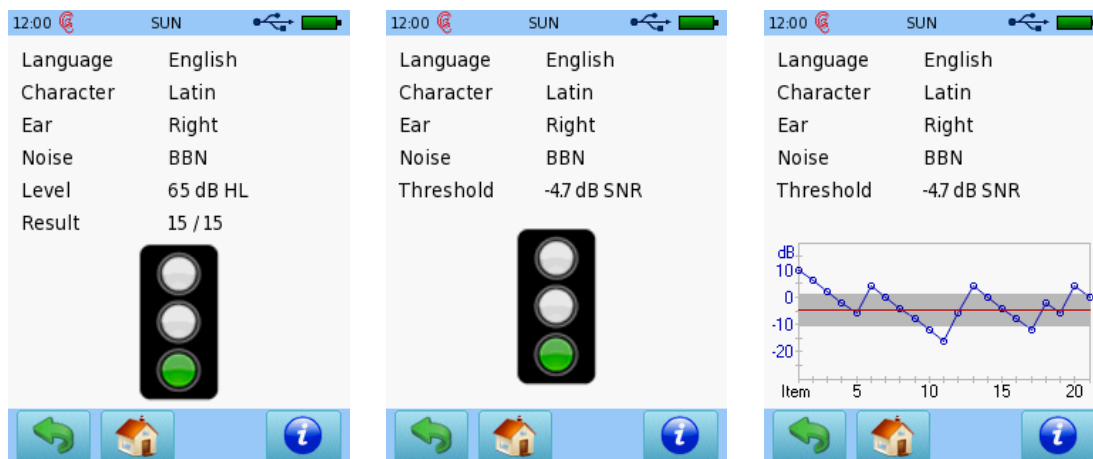 12:00 SUN
Language English
Character Latin
Ear Right
Noise BBN
Level 65 dB HL
Result 15 / 15
12:00 SUN
Language English
Character Latin
Ear Right
Noise BBN
Threshold -4.7 dB SNR
12:00 SUN
Language English
Character Latin
Ear Right
Noise BBN
Threshold -4.7 dB SNR
dB
10
0
-10
-20
Item 5 10 15 20